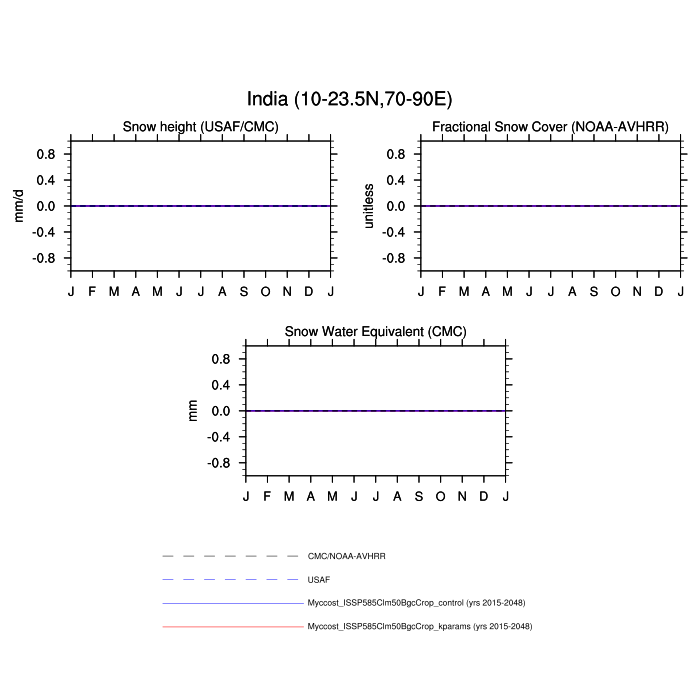 India (10-23.5N,70-90E)
Snow height (USAF/CMC)
0.8
0.4
0.0
-0.4
-0.8
mm/d
J F M A M J J A S O N D J
Fractional Snow Cover (NOAA-AVHRR)
0.8
0.4
0.0
-0.4
-0.8
unitless
J F M A M J J A S O N D J
Snow Water Equivalent (CMC)
0.8
0.4
0.0
-0.4
-0.8
mm
J F M A M J J A S O N D J
CMC/NOAA-AVHRR
USAF
Myccost_ISSP585Clm50BgcCrop_control (yrs 2015-2048)
Myccost_ISSP585Clm50BgcCrop_kparams (yrs 2015-2048)